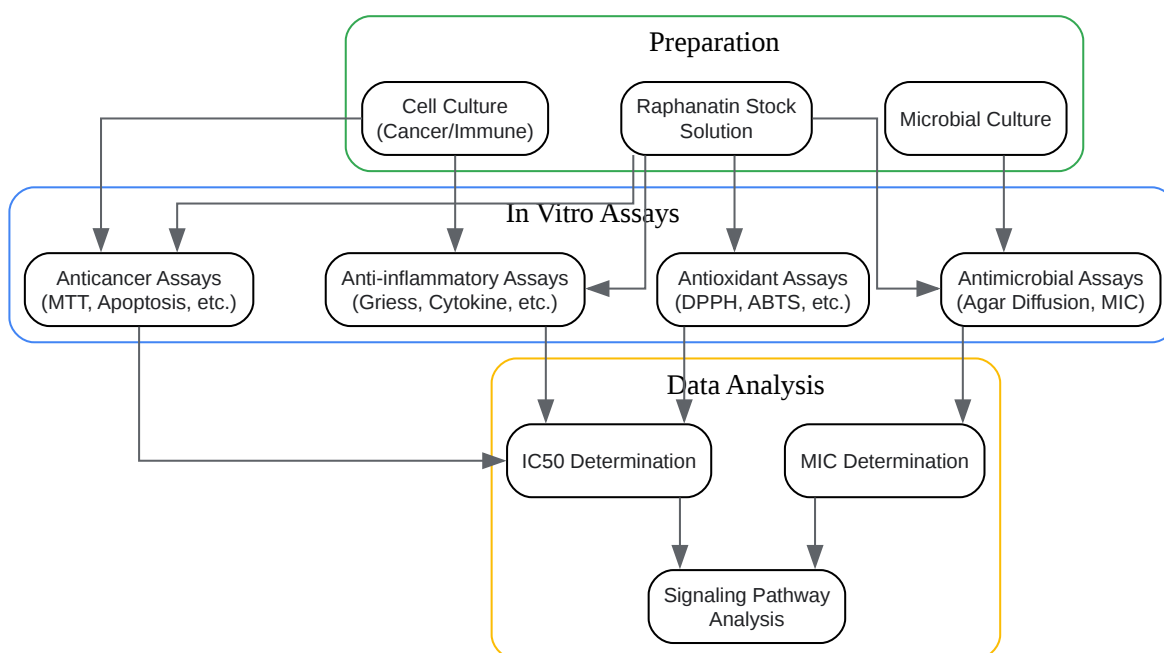 Preparation
Cell Culture
(Cancer/Immune)
Raphanatin Stock
Solution
Microbial Culture
In Vitro Assays
Anticancer Assays
(MTT, Apoptosis, etc.)
Anti-inflammatory Assays
(Griess, Cytokine, etc.)
Antioxidant Assays
(DPPH, ABTS, etc.)
Antimicrobial Assays
(Agar Diffusion, MIC)
Data Analysis
IC50 Determination
MIC Determination
Signaling Pathway
Analysis